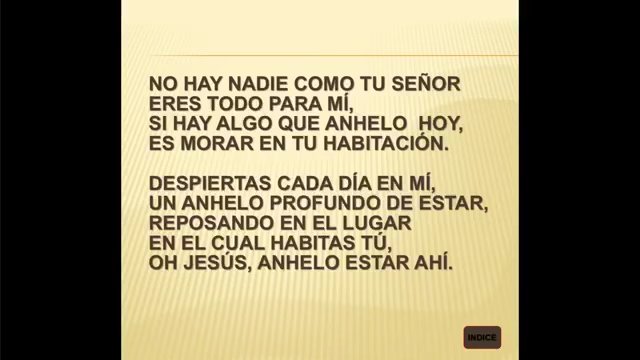 NO HAY NADIE COMO TU SEÑOR
ERES TODO PARA MÍ,
SI HAY ALGO QUE ANHELO HOY,
ES MORAR EN TU HABITACIÓN.
DESPIERTAS CADA DÍA EN MÍ,
UN ANHELO PROFUNDO DE ESTAR,
REPOSANDO EN EL LUGAR
EN EL CUAL HABITAS TÚ,
OH JESÚS, ANHELO ESTAR AHÍ.
INDICE